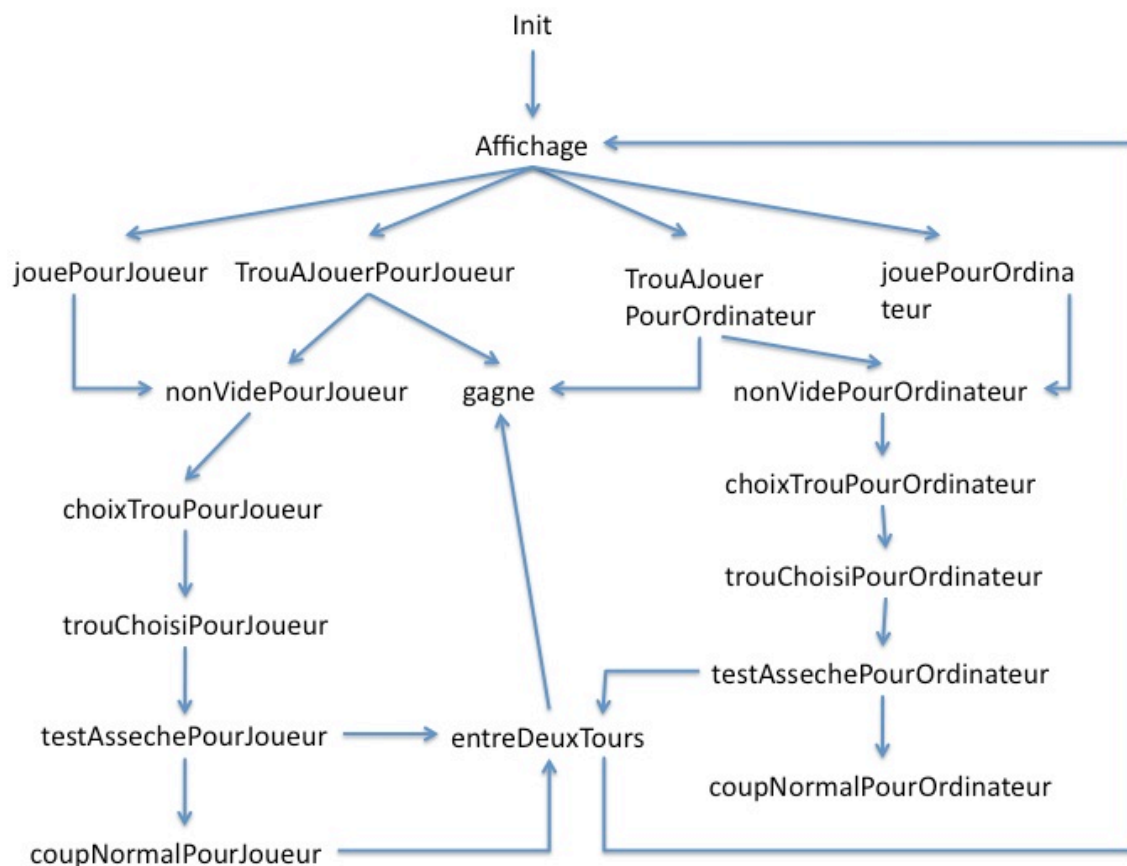 Init
Affichage
jouePourJoueur
TrouAJouerPourJoueur
TrouAJouer
PourOrdinateur
jouePourOrdina
teur
nonVidePourJoueur
gagne
nonVidePourOrdinateur
choixTrouPourJoueur
choixTrouPourOrdinateur
trouChoisiPourJoueur
trouChoisiPourOrdinateur
testAssechePourJoueur
entreDeuxTours
testAssechePourOrdinateur
coupNormalPourJoueur
coupNormalPourOrdinateur